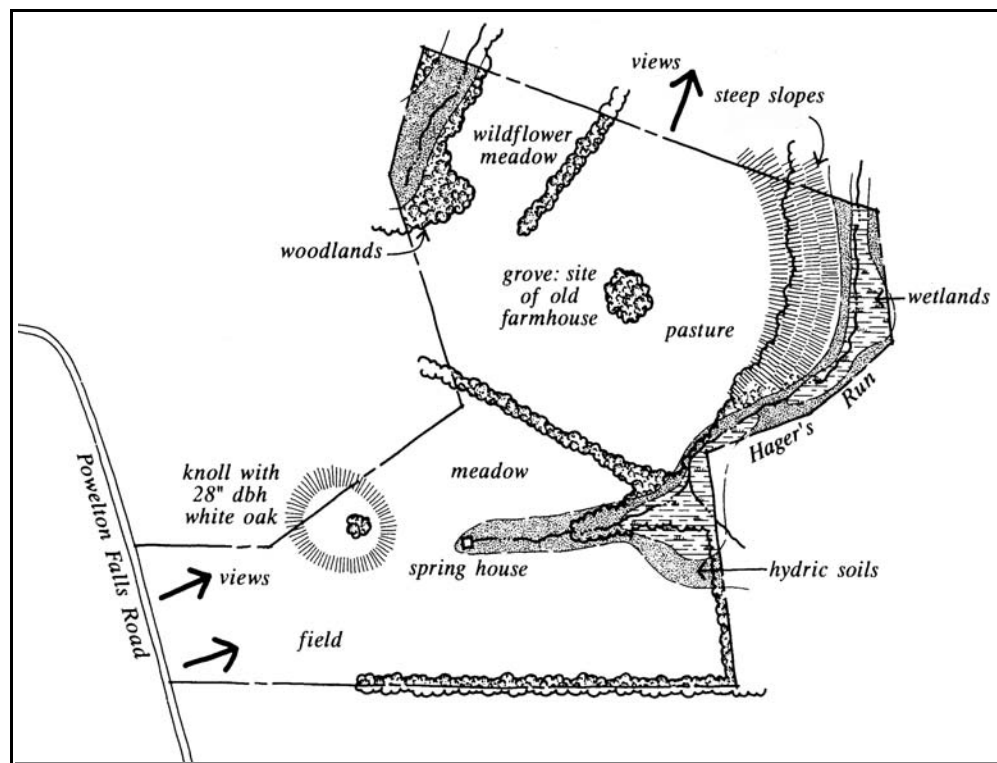 views
steep slopes
wildflower
meadow
woodlands
grove: site
of old
farmhouse
wetlands
pasture
Hager's Run
knoll with
28" dbh
white oak
meadow
Powelton Falls Road
views
spring house
hydric soils
field